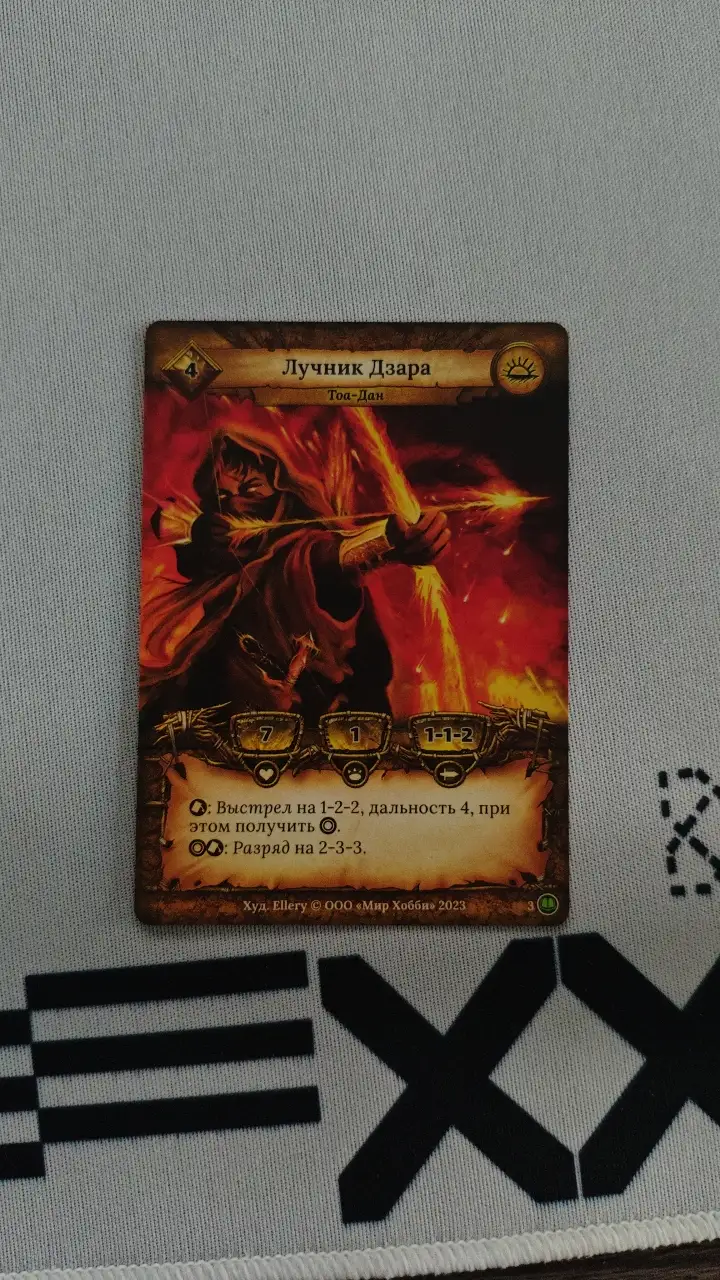 4
Лучник Дзара
Тоа-Дан
7 1 1-1-2
: Выстрел на 1-2-2, дальность 4, при
этом получить .
: Разряд на 2-3-3.
Худ. Ellery © ООО «Мир Хобби» 2023 3
XX